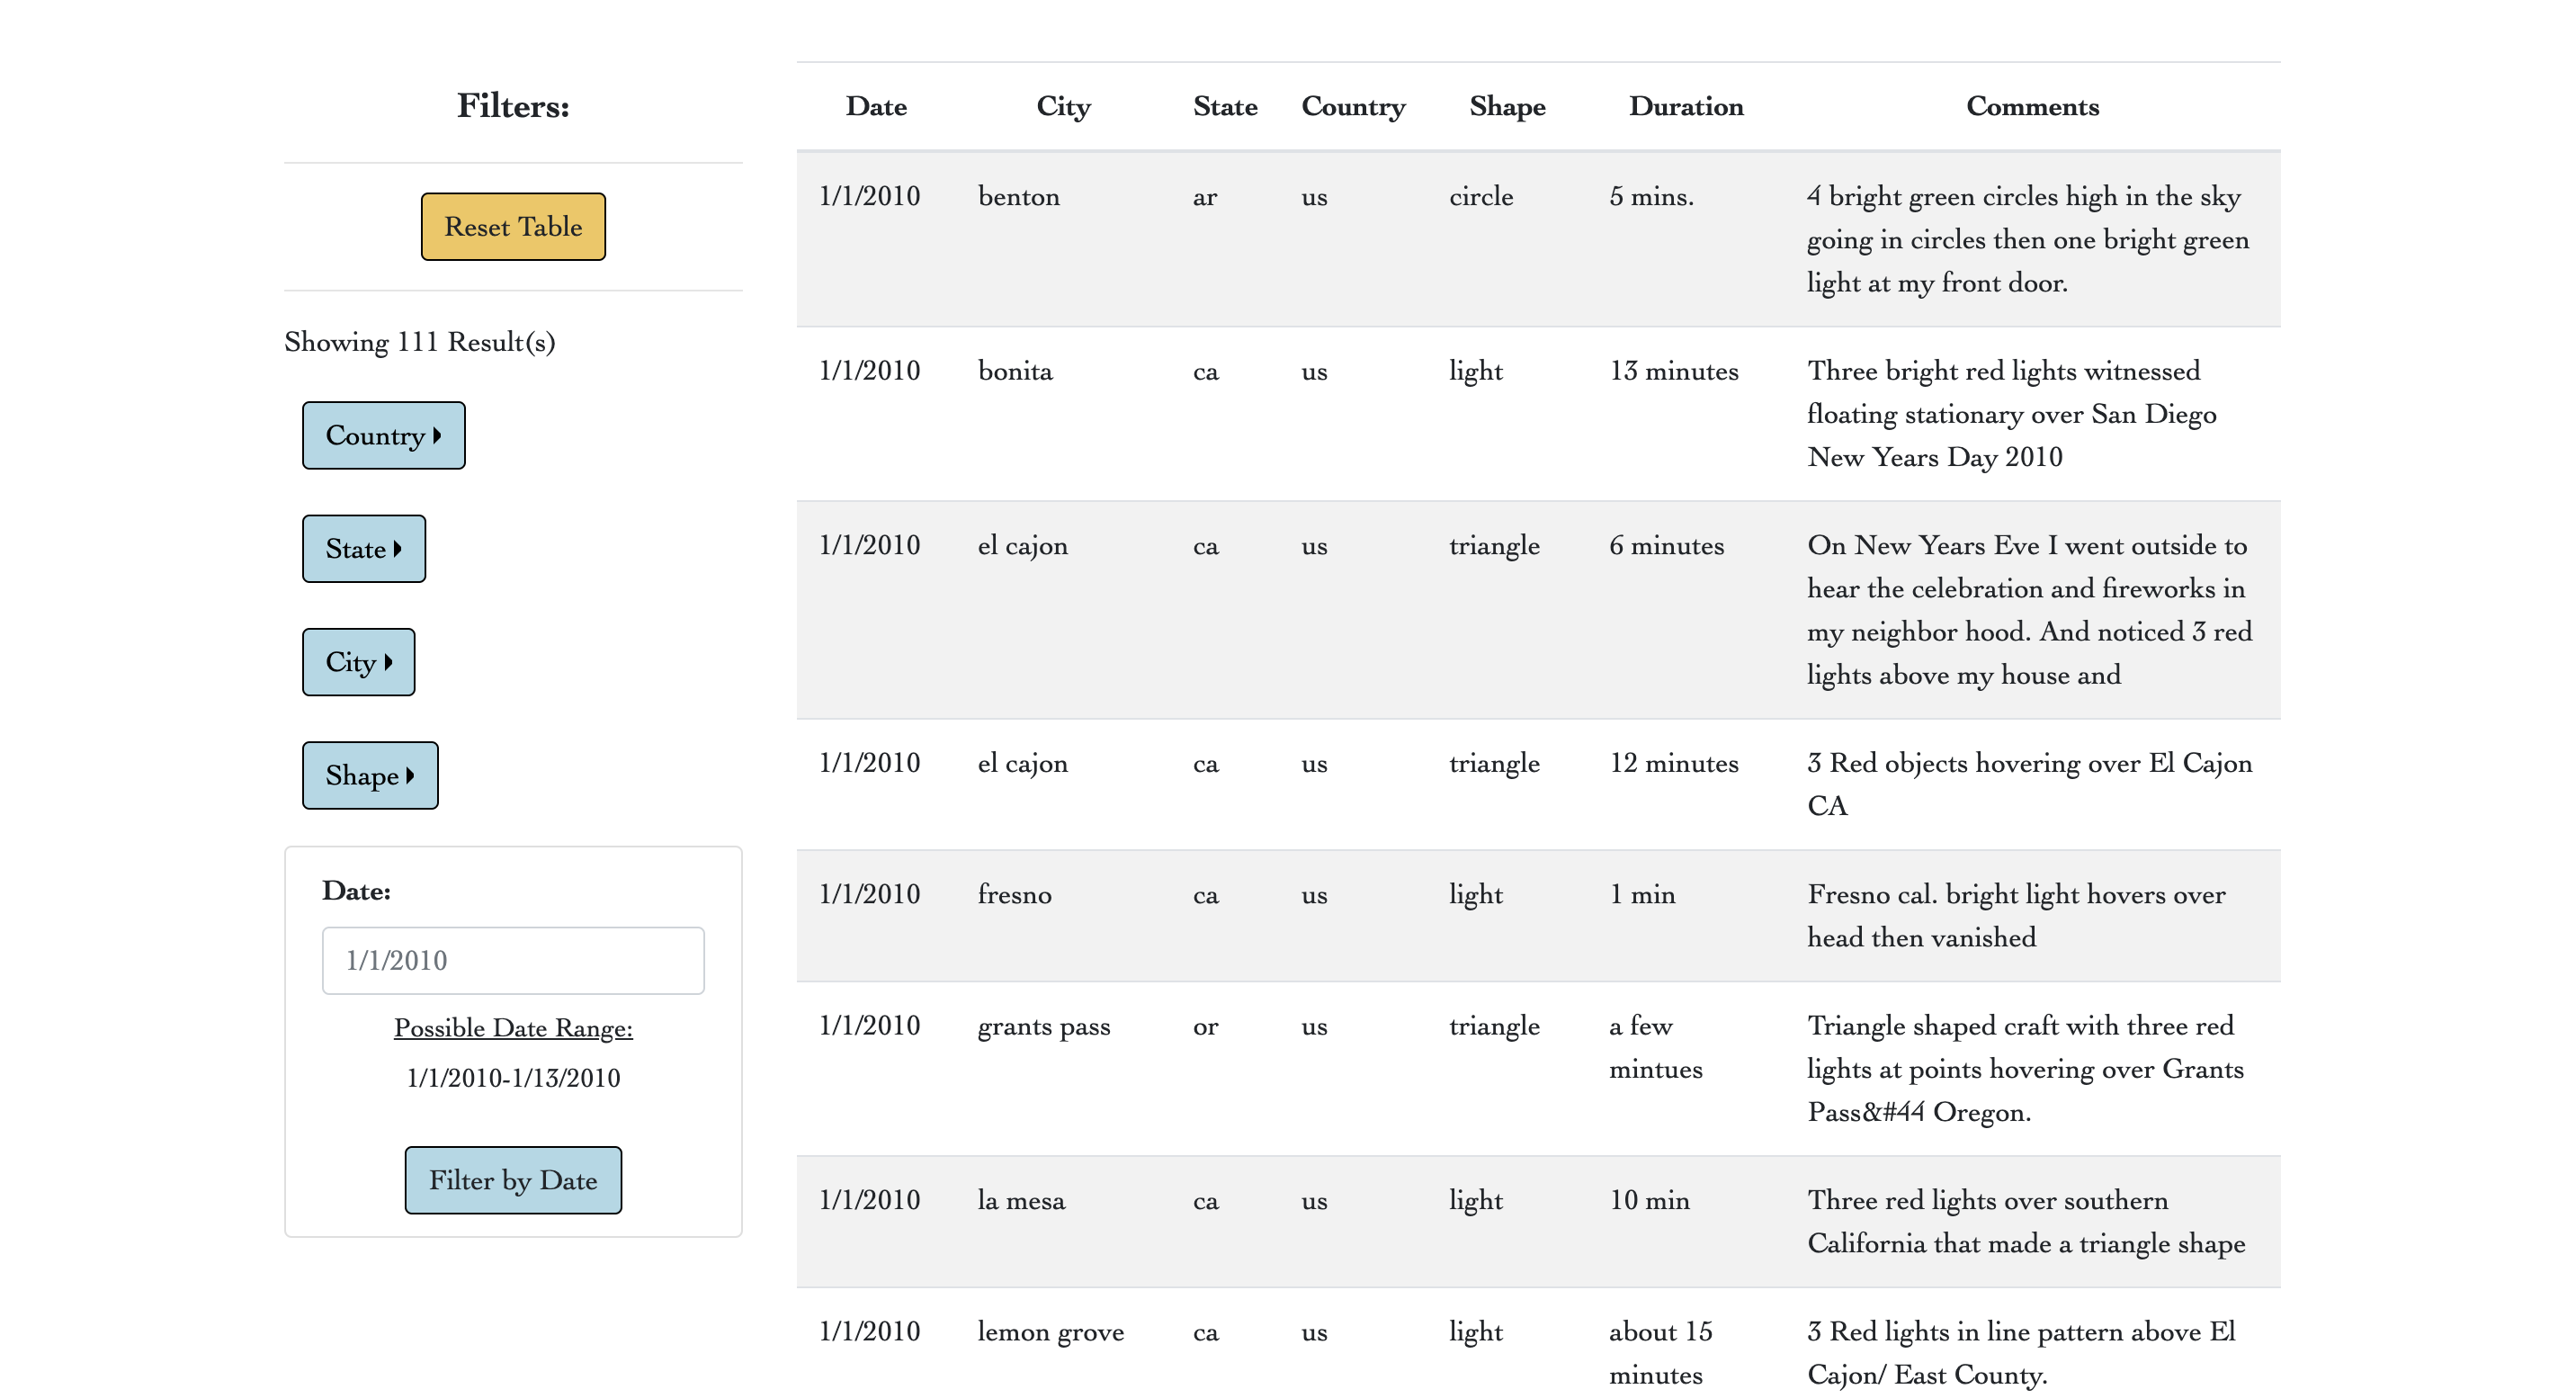 Filters:
Reset Table
Showing 111 Result(s)
Country
State
City
Shape
Date:
1/1/2010
Possible Date Range:
1/1/2010-1/13/2010
Filter by Date
Date City State Country Shape Duration Comments
1/1/2010 benton ar us circle 5 mins. 4 bright green circles high in the sky
going in circles then one bright green
light at my front door.
1/1/2010 bonita ca us light 13 minutes Three bright red lights witnessed
floating stationary over San Diego
New Years Day 2010
1/1/2010 el cajon ca us triangle 6 minutes On New Years Eve I went outside to
hear the celebration and fireworks in
my neighbor hood. And noticed 3 red
lights above my house and
1/1/2010 el cajon ca us triangle 12 minutes 3 Red objects hovering over El Cajon
CA
1/1/2010 fresno ca us light 1 min Fresno cal. bright light hovers over
head then vanished
1/1/2010 grants pass or us triangle a few Triangle shaped craft with three red
mintues lights at points hovering over Grants
Pass&#44 Oregon.
1/1/2010 la mesa ca us light 10 min Three red lights over southern
California that made a triangle shape
1/1/2010 lemon grove ca us light about 15 3 Red lights in line pattern above El
minutes Cajon/ East County.